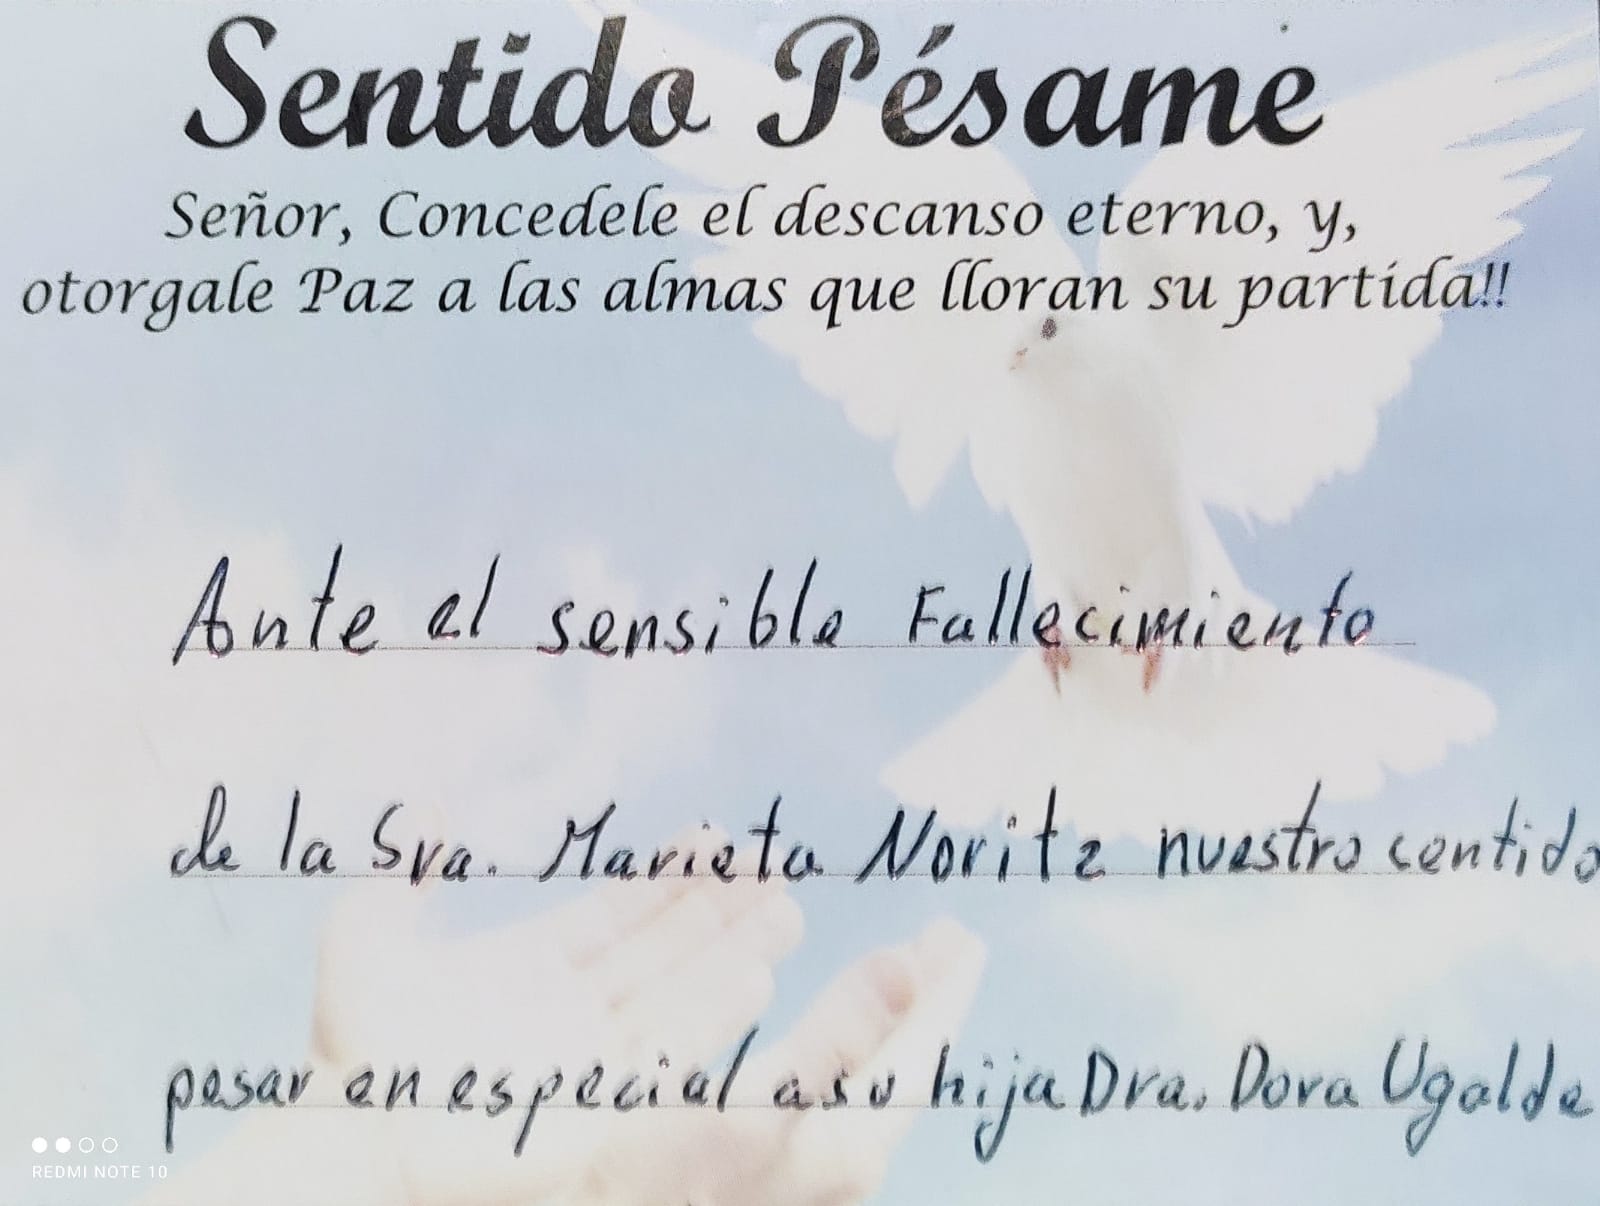 Sentido Pésame
Señor, Concedele el descanso eterno, y,
otorgale Paz a las almas que lloran su partida!!
Ante el sensible Fallecimiento
de la Sra. Marieta Noritz nuestro sentido
pesar en especial a su hija Dra. Dora Ugalde
REDMI NOTE 10